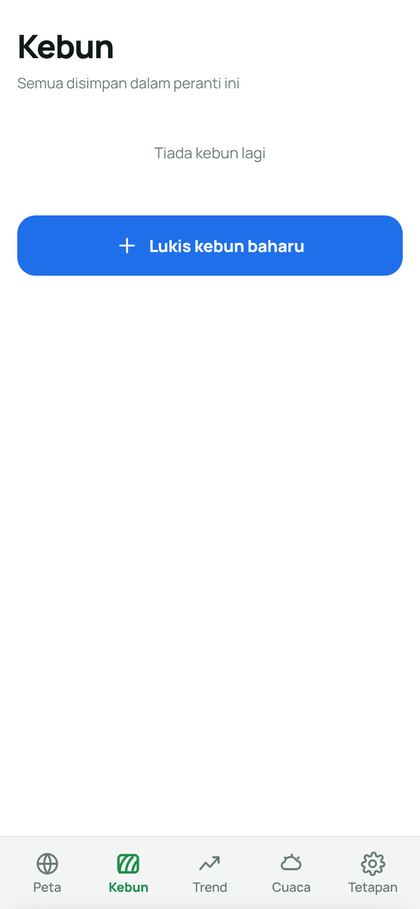 Kebun
Semua disimpan dalam peranti ini
Tiada kebun lagi
Lukis kebun baharu
Peta
Kebun
Trend
Cuaca
Tetapan